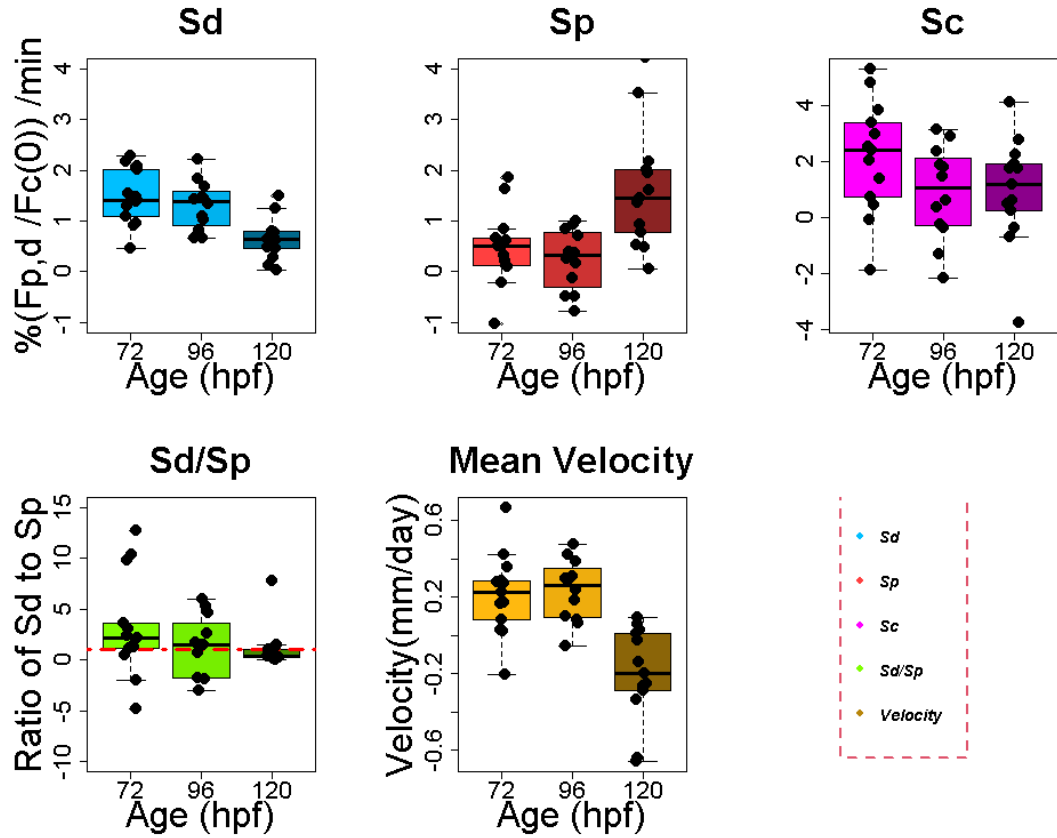 Sd
Sp
Sc
%(Fp,d /Fc(0)) /min
4
3
2
1
0
-1
72
96
120
Age (hpf)
4
3
2
1
0
-1
72
96
120
Age (hpf)
4
2
0
-2
-4
72
96
120
Age (hpf)
Sd/Sp
Mean Velocity
Ratio of Sd to Sp
15
10
5
0
-5
-10
72
96
120
Age (hpf)
Velocity(mm/day)
0.6
0.2
-0.2
-0.6
72
96
120
Age (hpf)
Sd
Sp
Sc
Sd/Sp
Velocity